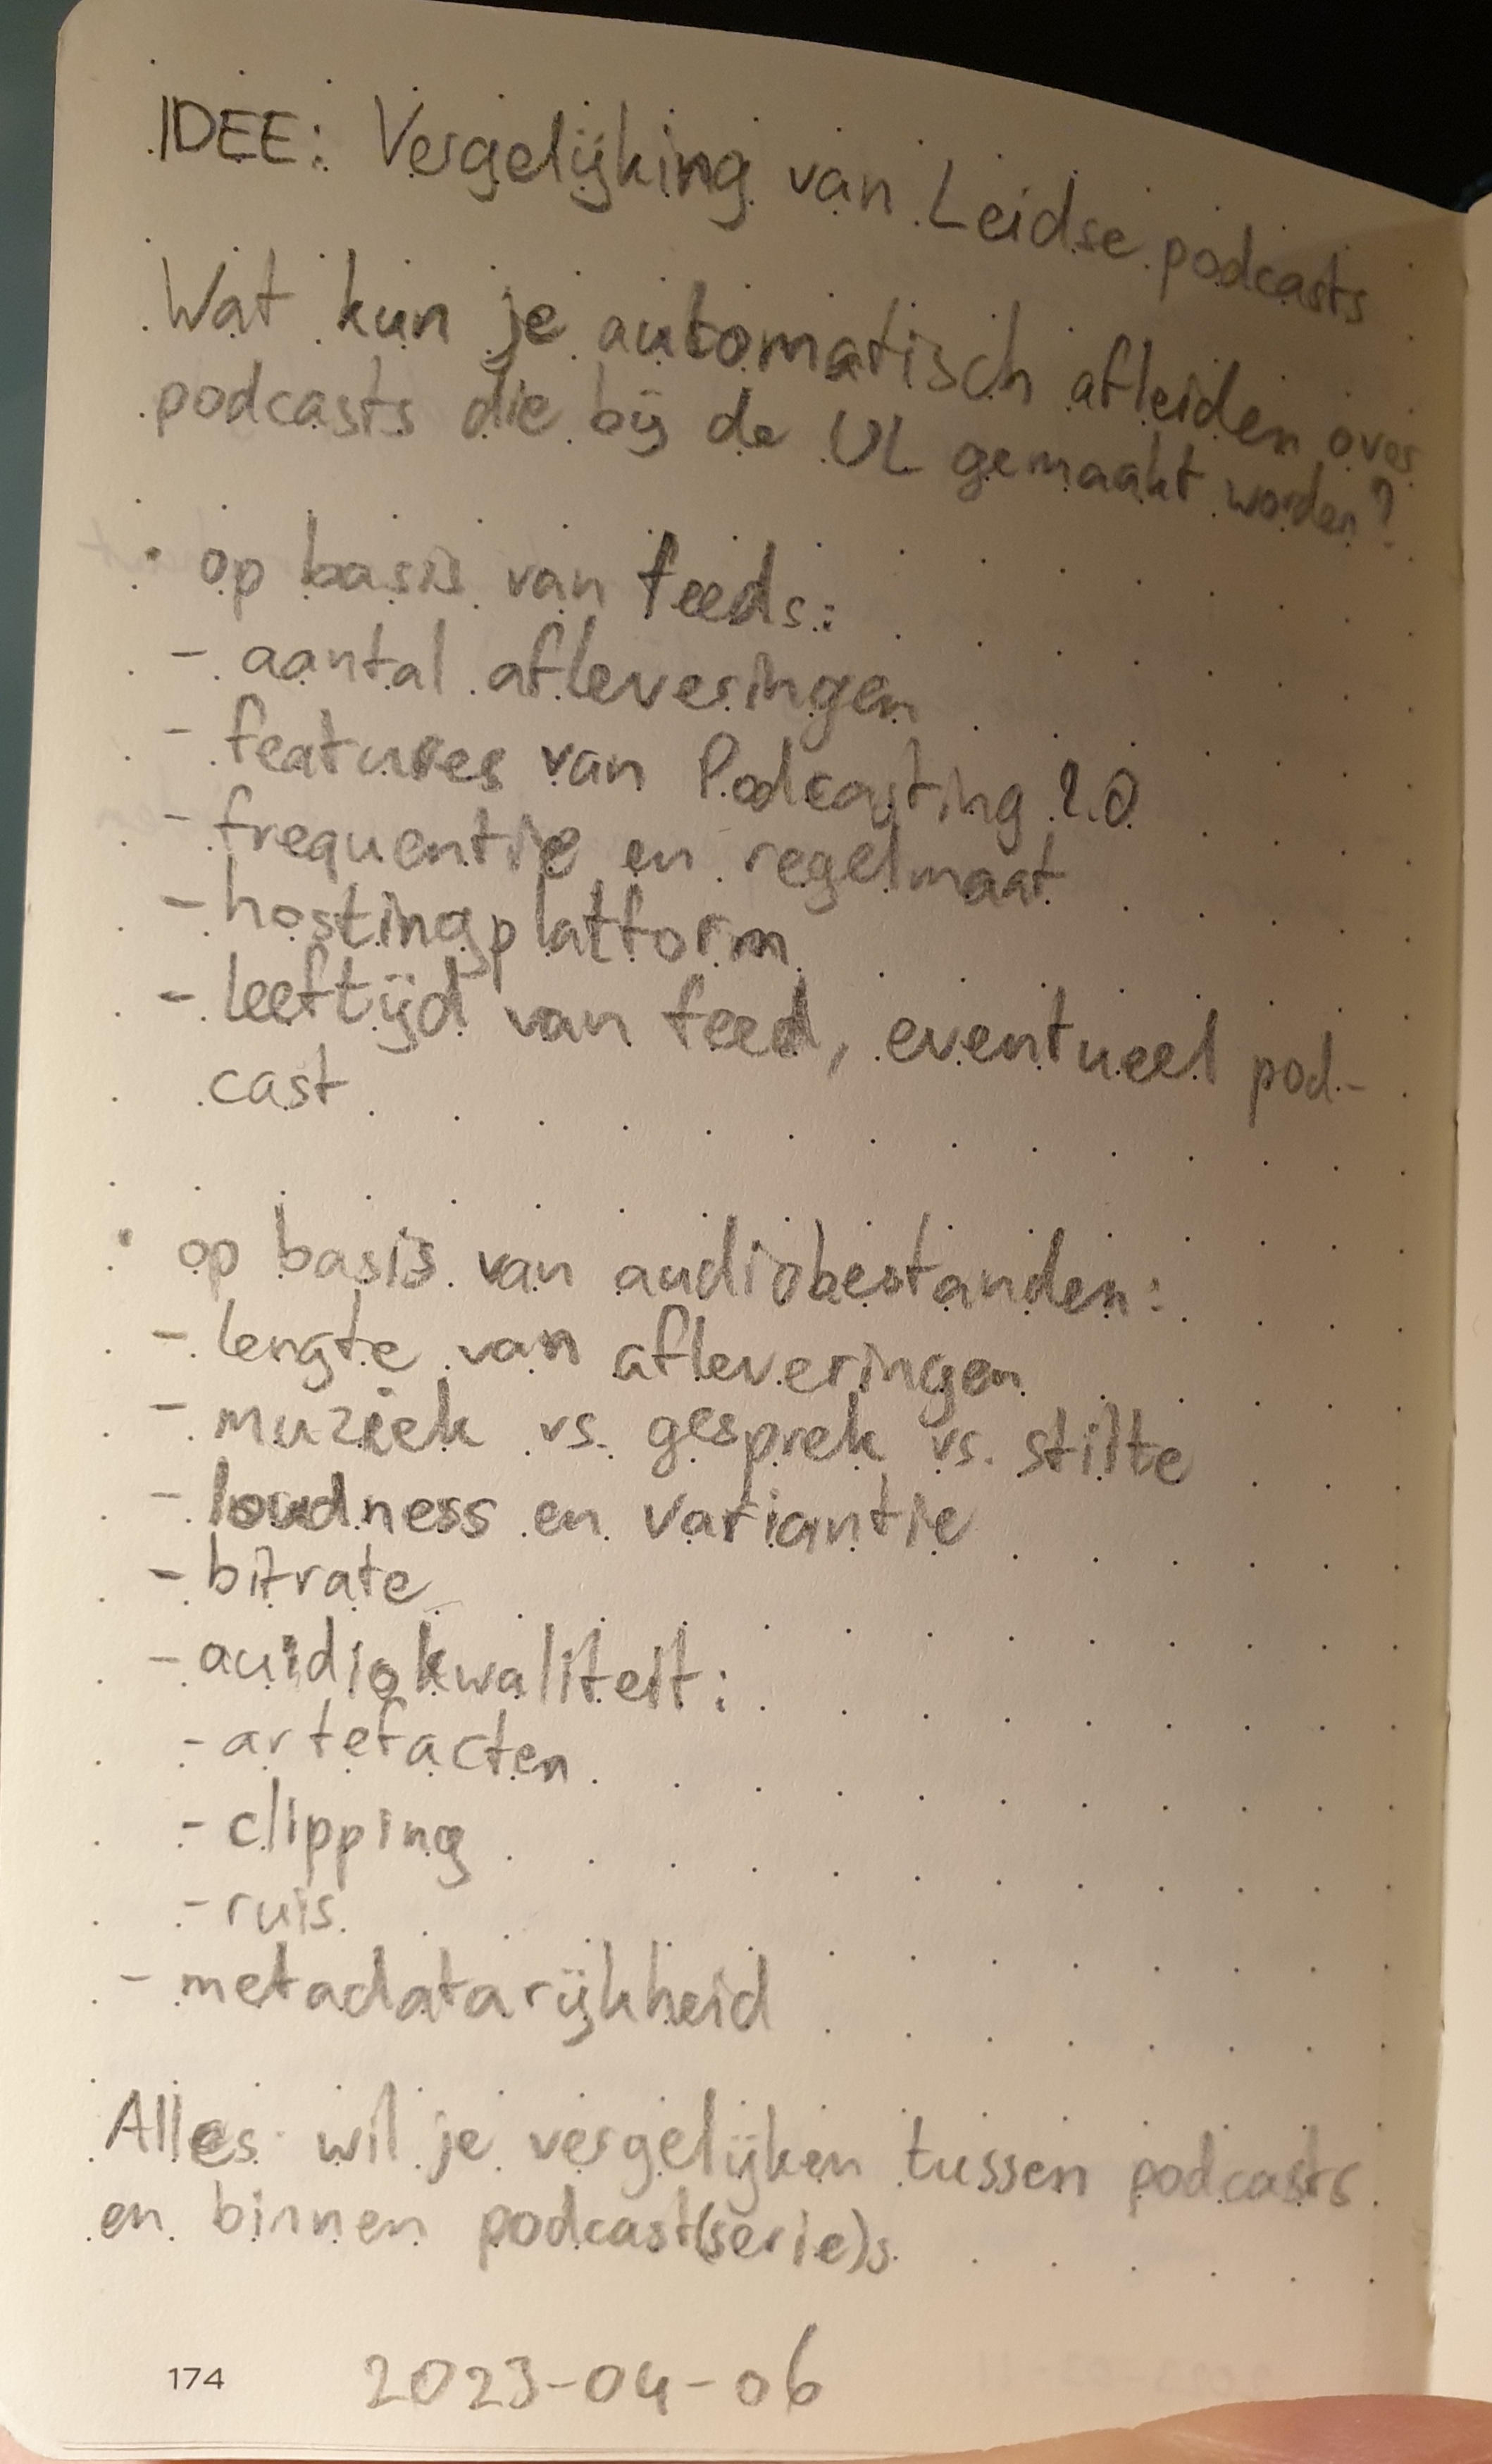 IDEE: Vergelijking van Leidse podcasts
Wat kun je automatisch afleiden over
podcasts die bij de UL gemaakt worden?
• op basis van feeds:
- aantal afleveringen
- features van Podcasting 2.0
- frequentie en regelmaat
- hostingplatform
- leeftijd van feed, eventueel pod-
cast
• op basis van audiobestanden:
- lengte van afleveringen
- muziek vs. gesprek vs. stilte
- loudness en variantie
- bitrate
- audiokwaliteit:
- artefacten
- clipping
- ruis
- metadatarijkheid
Alles wil je vergelijken tussen podcasts
en binnen podcast(serie)s
174 2023-04-06